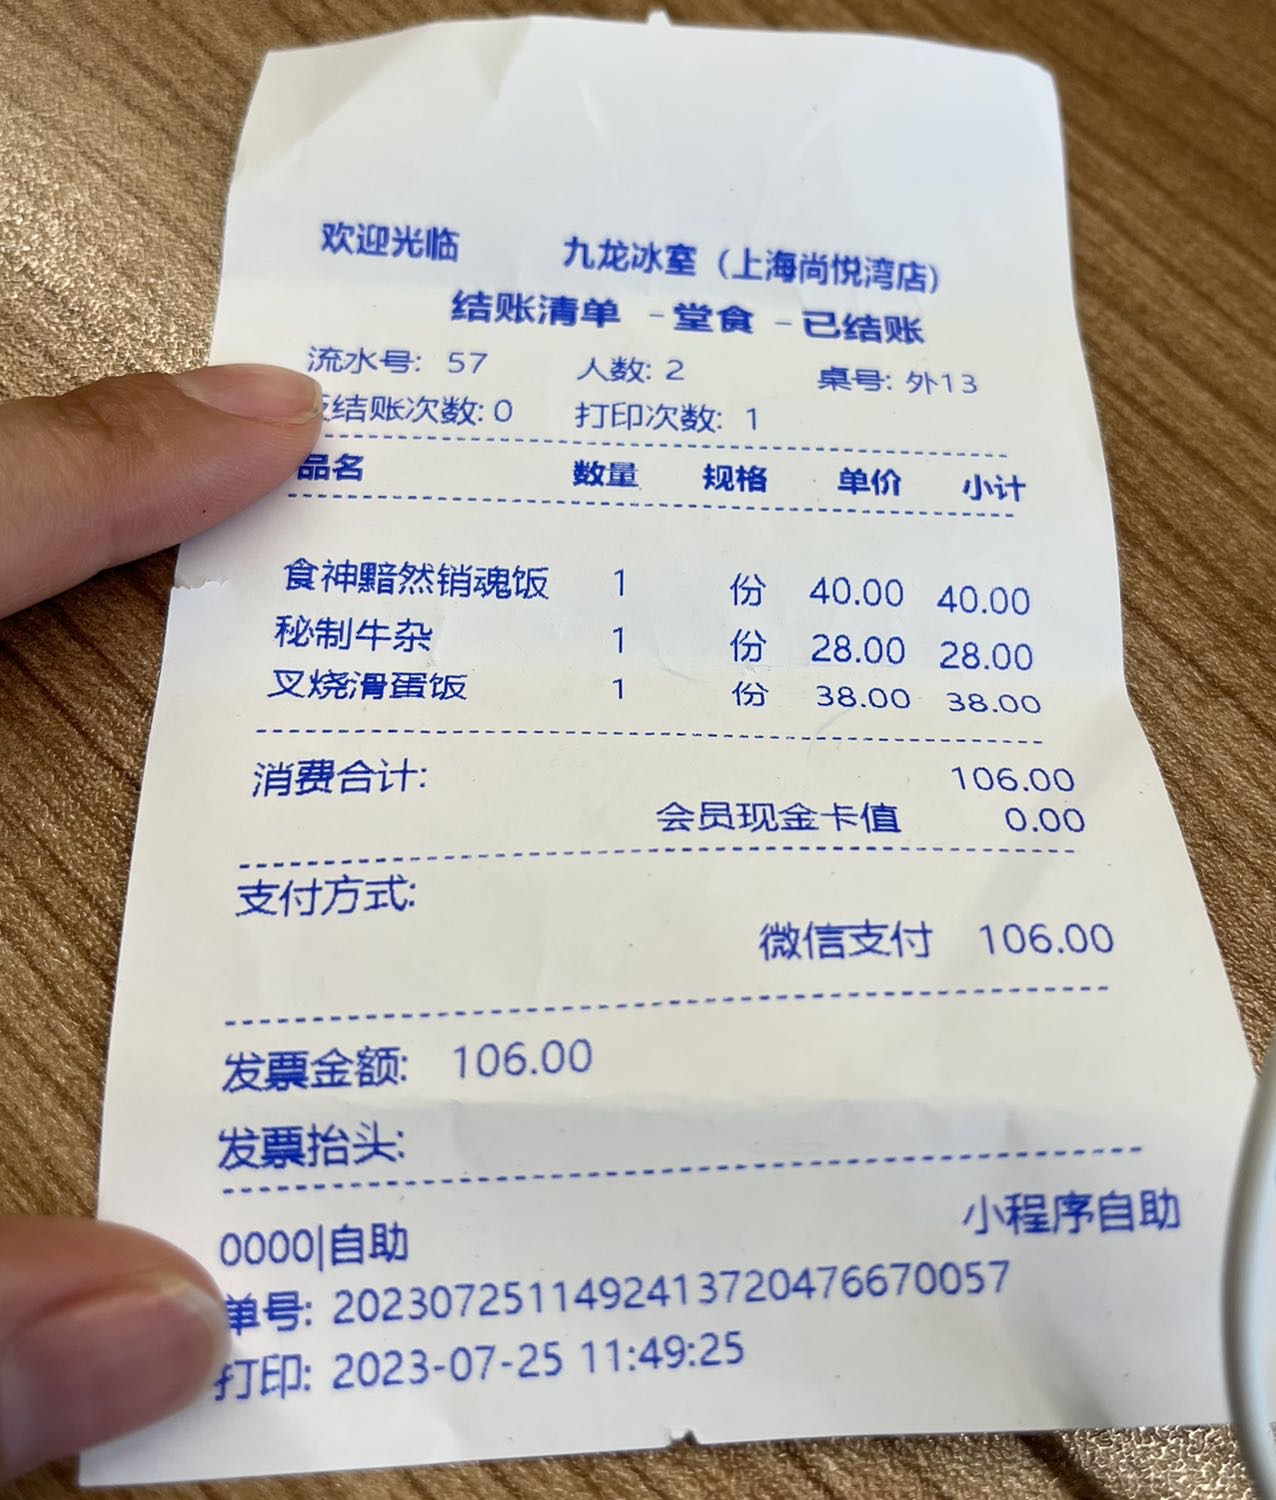 欢迎光临 九龙冰室（上海尚悦湾店）
结账清单 -堂食 -已结账
流水号: 57 人数: 2 桌号: 外13
结账次数: 0 打印次数: 1
品名 数量 规格 单价 小计
食神黯然销魂饭 1 份 40.00 40.00
秘制牛杂 1 份 28.00 28.00
叉烧滑蛋饭 1 份 38.00 38.00
消费合计: 106.00
会员现金卡值 0.00
支付方式:
微信支付 106.00
发票金额: 106.00
发票抬头:
0000|自助 小程序自助
单号: 20230725114924137204766​70057
打印: 2023-07-25 11:49:25